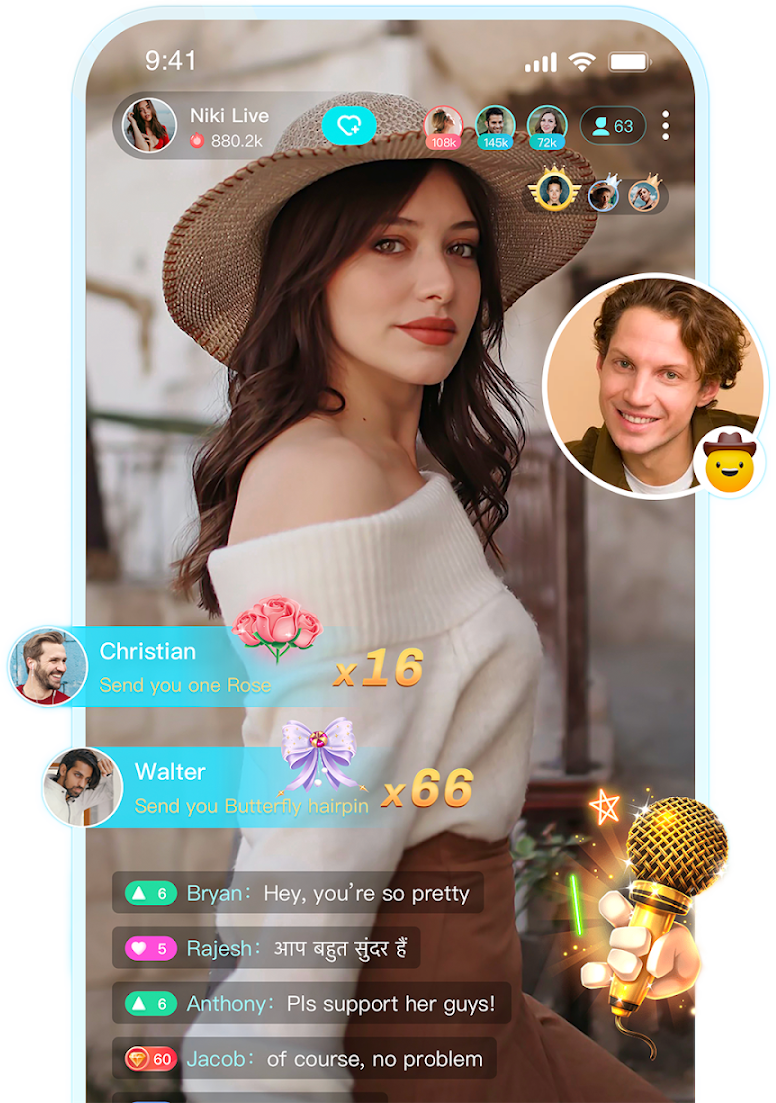 9:41
Niki Live
880.2k
108k
145k
72k
63
Christian
Send you one Rose
x16
Walter
Send you Butterfly hairpin
x66
6 Bryan: Hey, you're so pretty
5 Rajesh: आप बहुत सुंदर हैं
6 Anthony: Pls support her guys!
60 Jacob: of course, no problem